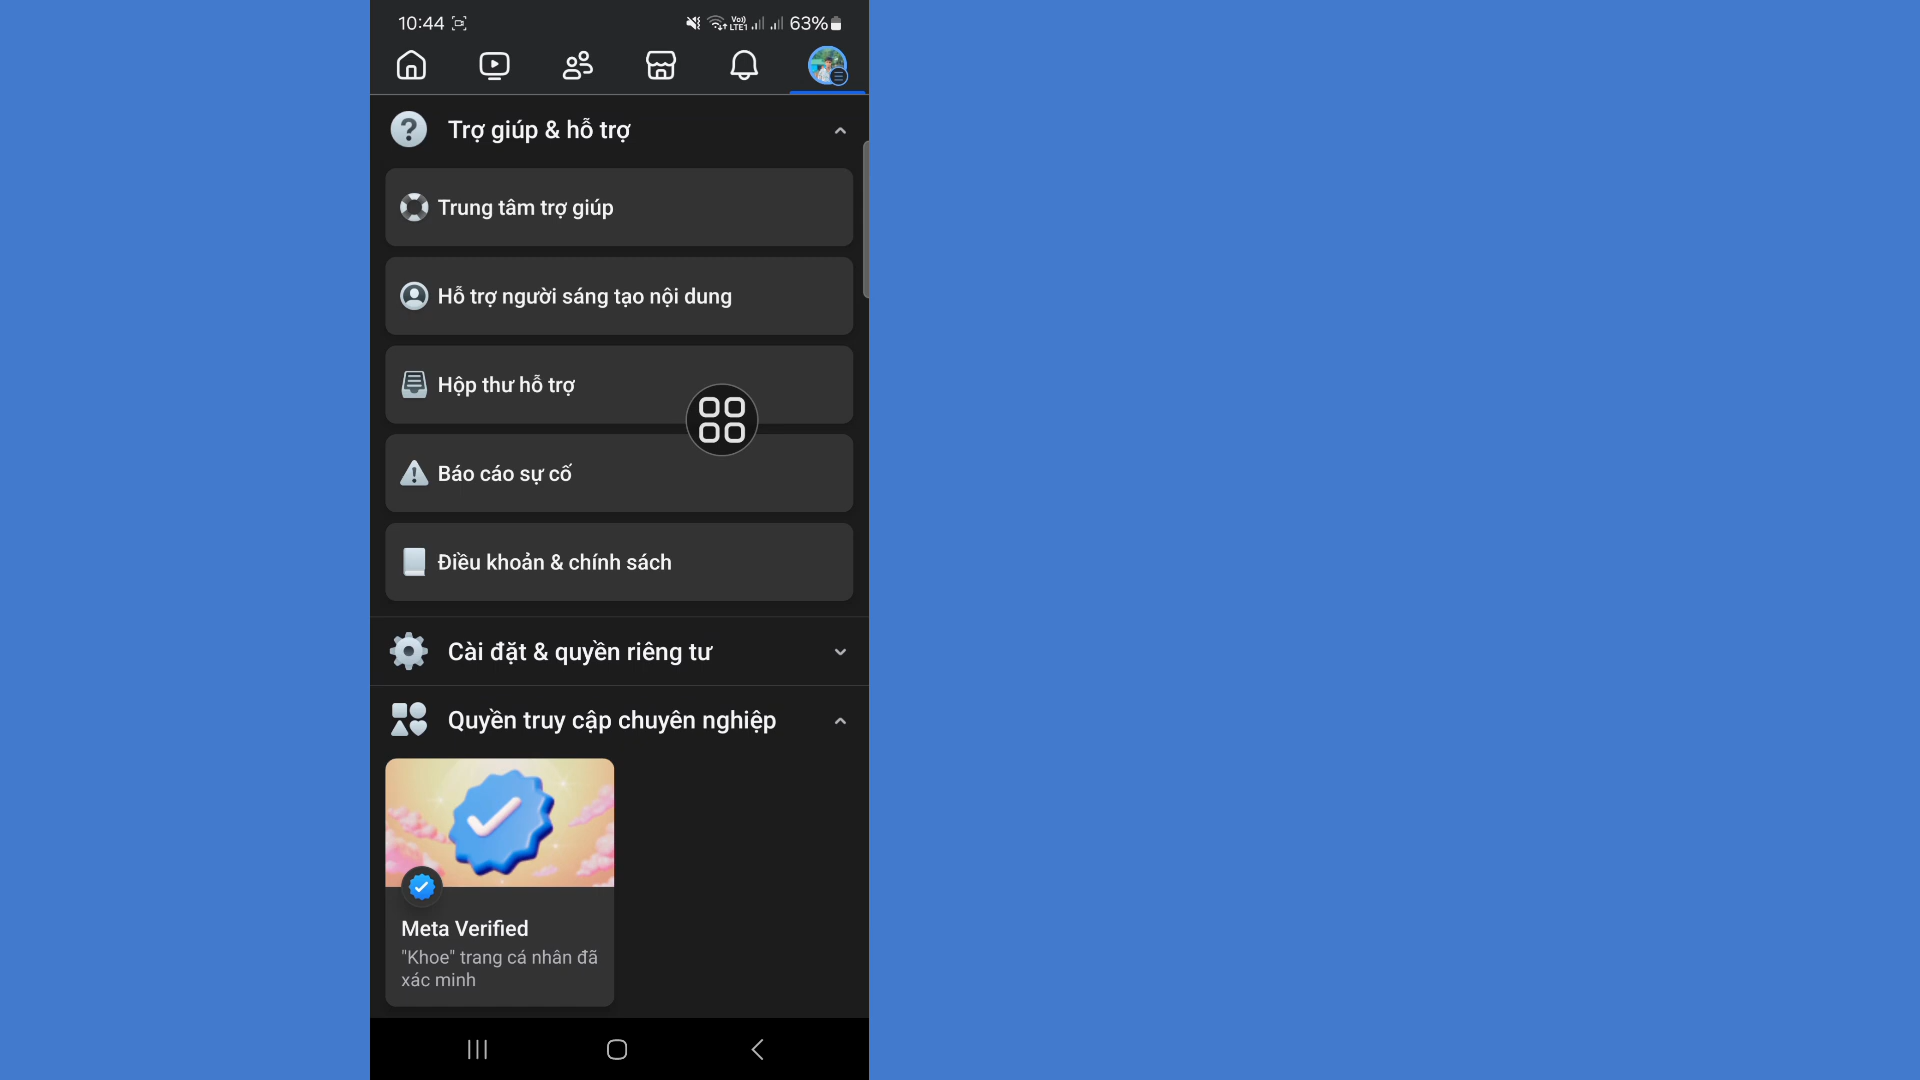 10:44 Vo)) LTE1 63%
Trợ giúp & hỗ trợ
Trung tâm trợ giúp
Hỗ trợ người sáng tạo nội dung
Hộp thư hỗ trợ
Báo cáo sự cố
Điều khoản & chính sách
Cài đặt & quyền riêng tư
Quyền truy cập chuyên nghiệp
Meta Verified
"Khoe" trang cá nhân đã
xác minh